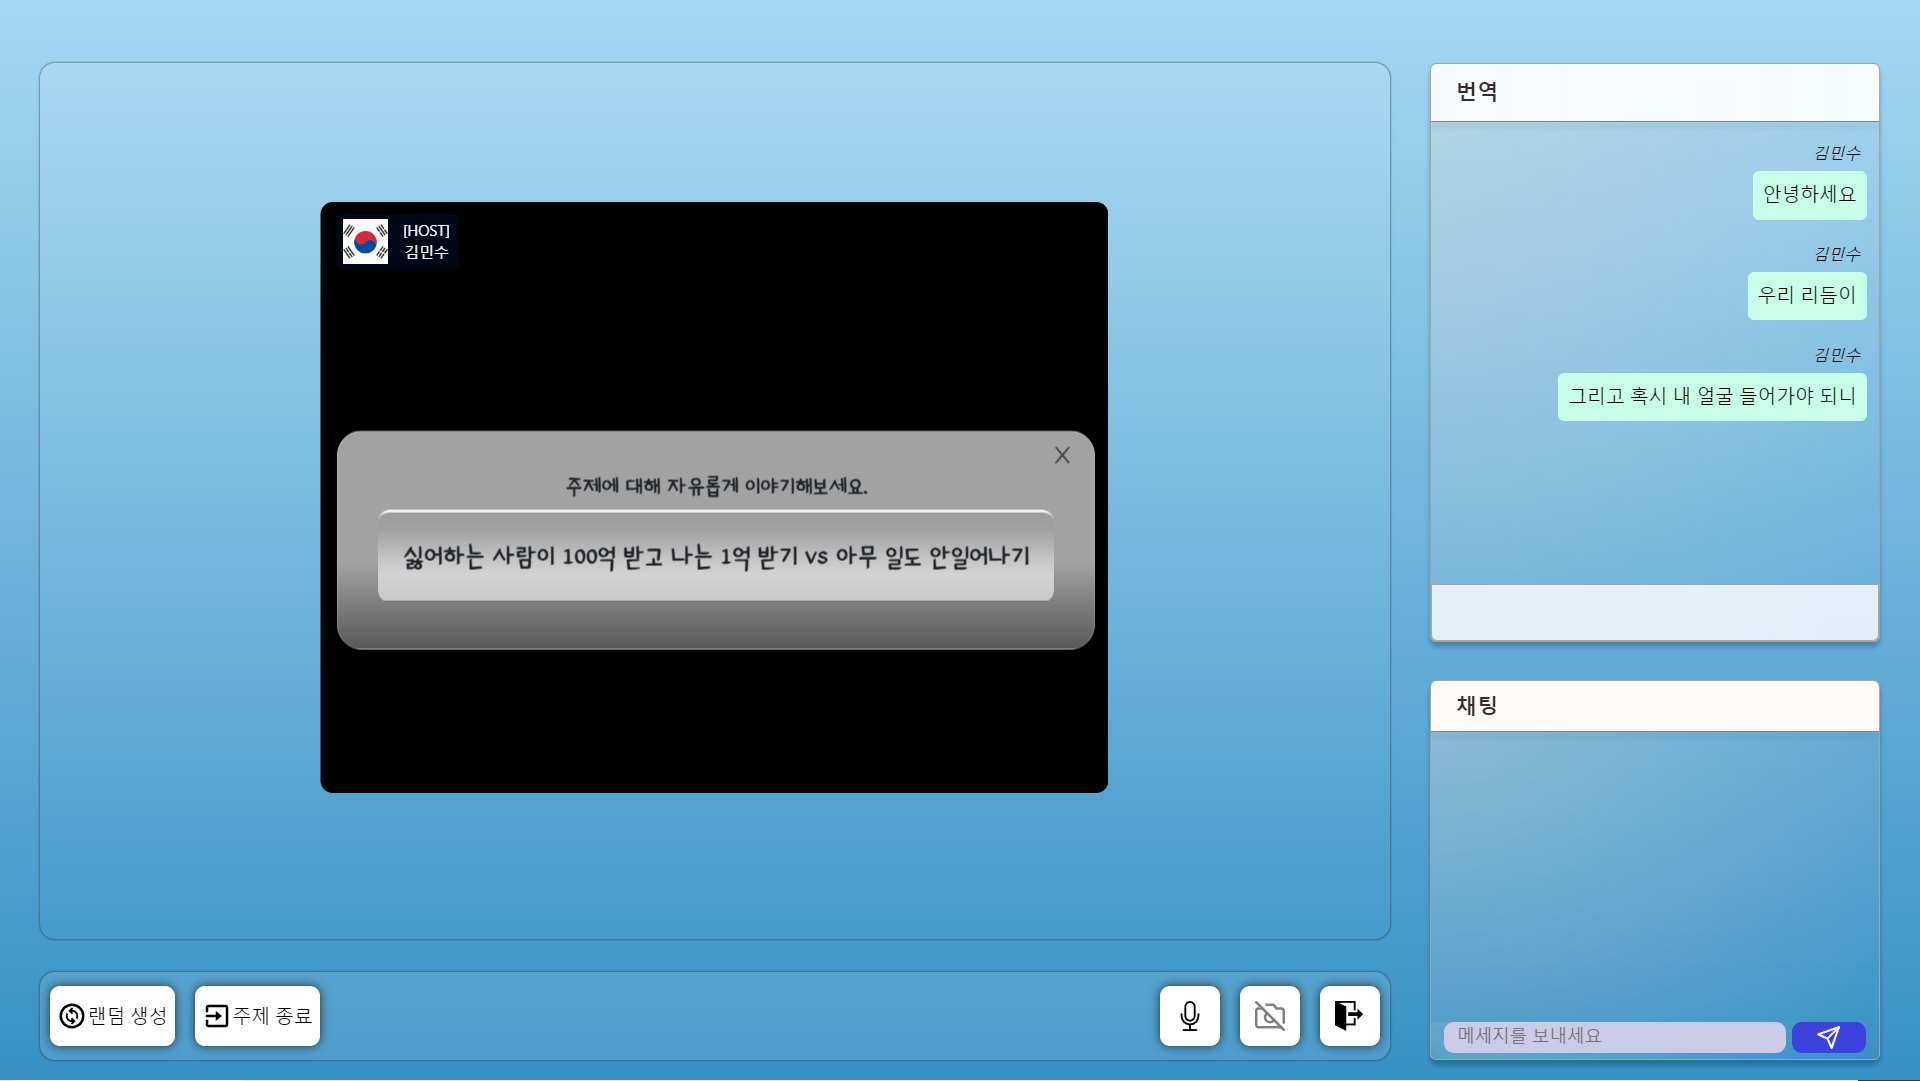 [HOST]
김민수
X
주제에 대해 자유롭게 이야기해보세요.
싫어하는 사람이 100억 받고 나는 1억 받기 vs 아무 일도 안일어나기
랜덤 생성
주제 종료
번역
김민수
안녕하세요
김민수
우리 리듬이
김민수
그리고 혹시 내 얼굴 들어가야 되니
채팅
메세지를 보내세요